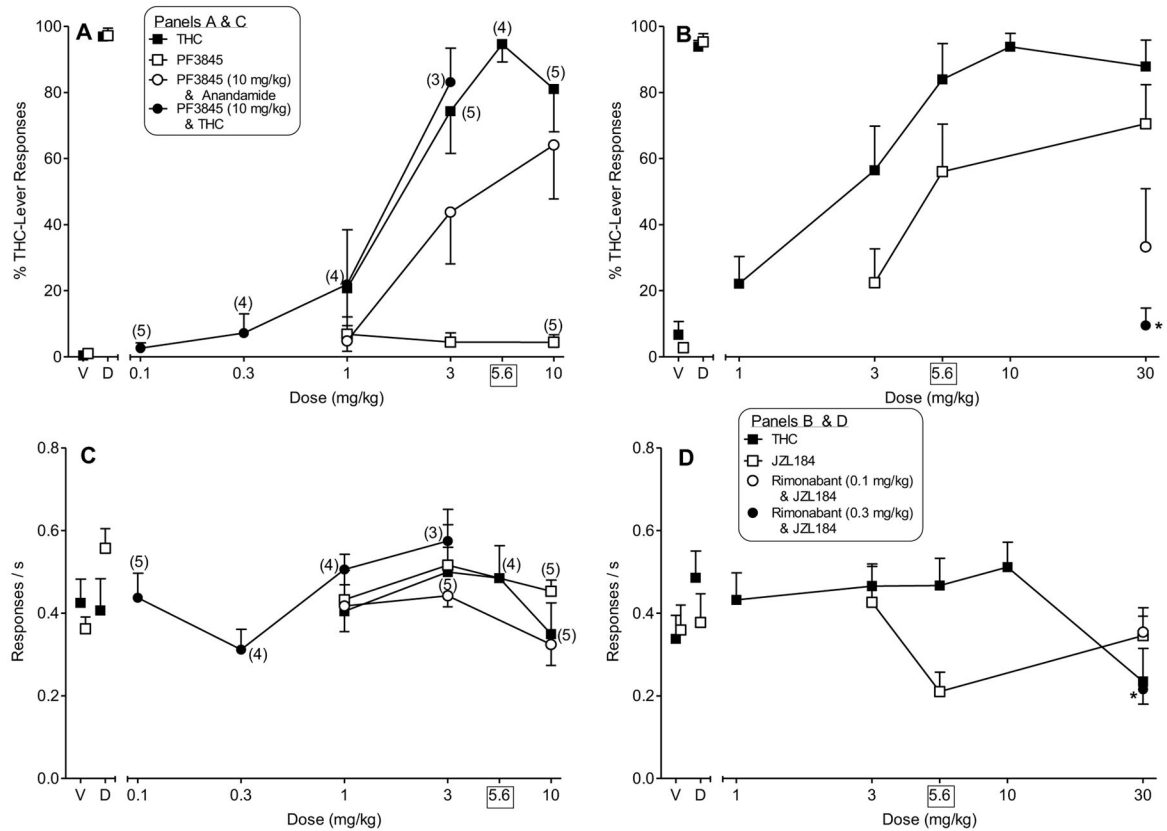 A
Panels A & C
THC
PF3845
PF3845 (10 mg/kg)
& Anandamide
PF3845 (10 mg/kg)
& THC
% THC-Lever Responses
100
80
60
40
20
0
(5)
(4)
(4)
(3)
(5)
(4)
(5)
(5)
V D 0.1 0.3 1 3 5.6 10
Dose (mg/kg)
B
% THC-Lever Responses
100
80
60
40
20
0
*
V D 1 3 5.6 10 30
Dose (mg/kg)
C
Responses / s
0.8
0.6
0.4
0.2
0.0
(5)
(4)
(4)
(3)
(5)
(4)
(5)
(5)
V D 0.1 0.3 1 3 5.6 10
Dose (mg/kg)
D
Panels B & D
THC
JZL184
Rimonabant (0.1 mg/kg)
& JZL184
Rimonabant (0.3 mg/kg)
& JZL184
Responses / s
0.8
0.6
0.4
0.2
0.0
*
V D 1 3 5.6 10 30
Dose (mg/kg)